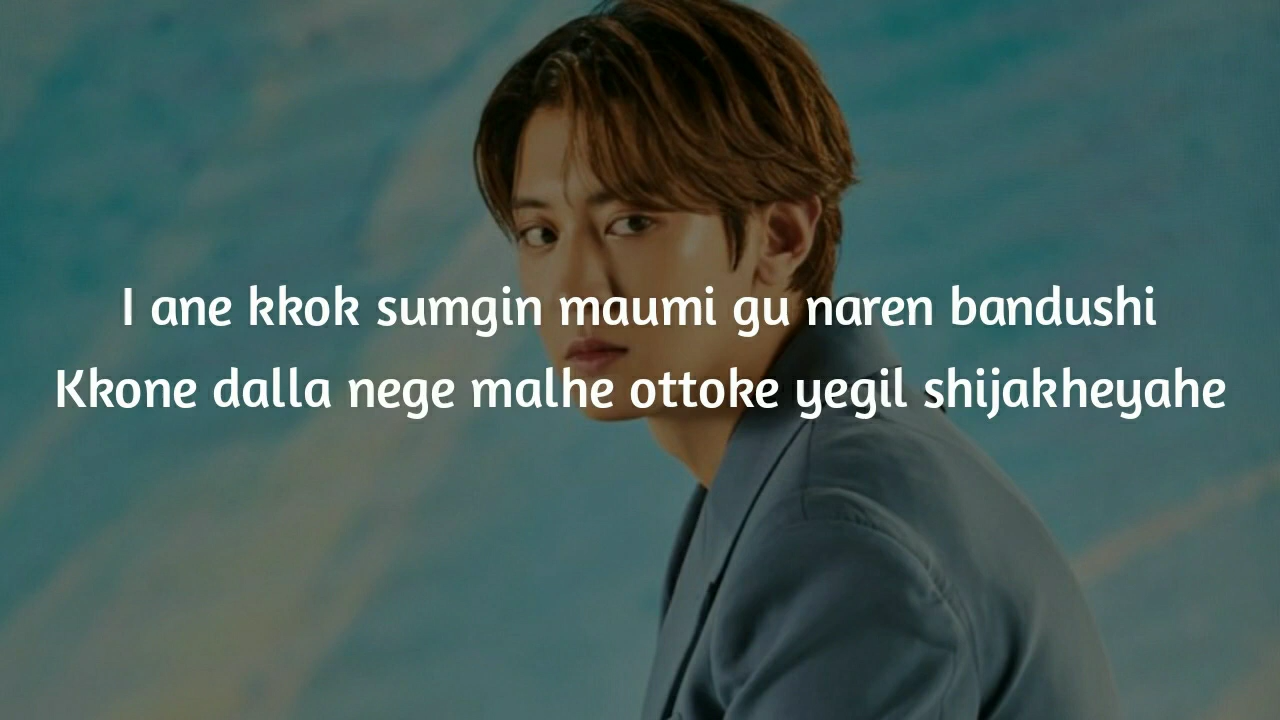 I ane kkok sumgin maumi gu naren bandushi
Kkone dalla nege malhe ottoke yegil shijakheyahe